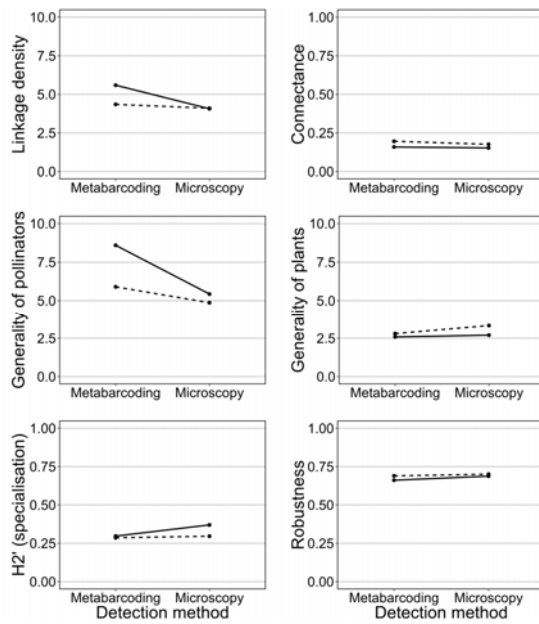 Linkage density
10.0
7.5
5.0
2.5
0.0
Metabarcoding Microscopy
Connectance
1.00
0.75
0.50
0.25
0.00
Metabarcoding Microscopy
Generality of pollinators
10.0
7.5
5.0
2.5
0.0
Metabarcoding Microscopy
Generality of plants
10.0
7.5
5.0
2.5
0.0
Metabarcoding Microscopy
H2' (specialisation)
1.00
0.75
0.50
0.25
0.00
Metabarcoding Microscopy
Detection method
Robustness
1.00
0.75
0.50
0.25
0.00
Metabarcoding Microscopy
Detection method